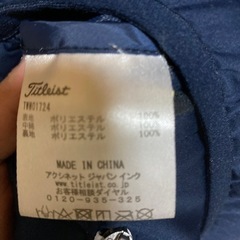 Titleist
TWW01724
表地 ポリエステル 100%
中綿 ポリエステル 100%
裏地 ポリエステル 100%
MADE IN CHINA
アクシネット ジャパン インク
www.titleist.co.jp
お客様相談ダイヤル
0120-935-325